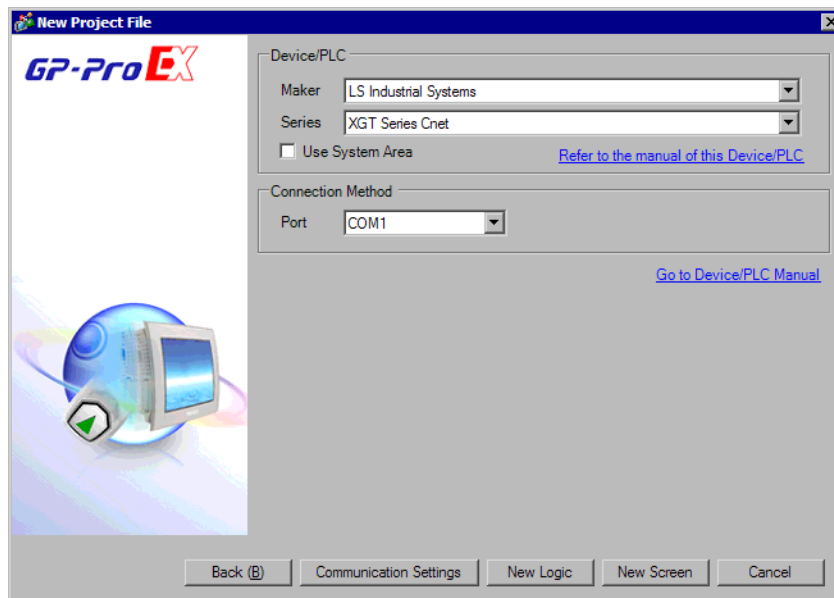 New Project File
GP-Pro EX
Device/PLC
Maker LS Industrial Systems
Series XGT Series Cnet
Use System Area Refer to the manual of this Device/PLC
Connection Method
Port COM1
Go to Device/PLC Manual
Back (B) Communication Settings New Logic New Screen Cancel